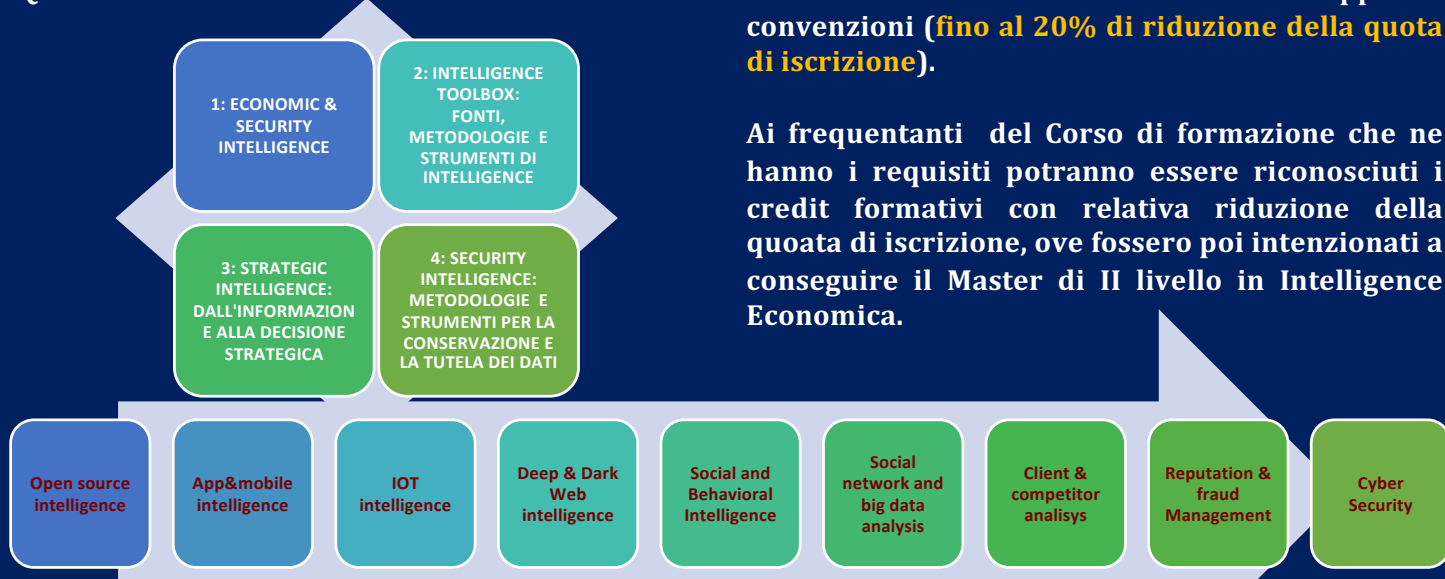 convenzioni (fino al 20% di riduzione della quota
di iscrizione).
Ai frequentanti del Corso di formazione che ne
hanno i requisiti potranno essere riconosciuti i
credit formativi con relativa riduzione della
quoata di iscrizione, ove fossero poi intenzionati a
conseguire il Master di II livello in Intelligence
Economica.
1: ECONOMIC &
SECURITY
INTELLIGENCE
2: INTELLIGENCE
TOOLBOX:
FONTI,
METODOLOGIE E
STRUMENTI DI
INTELLIGENCE
3: STRATEGIC
INTELLIGENCE:
DALL'INFORMAZION
E ALLA DECISIONE
STRATEGICA
4: SECURITY
INTELLIGENCE:
METODOLOGIE E
STRUMENTI PER LA
CONSERVAZIONE E
LA TUTELA DEI DATI
Open source
intelligence
App&mobile
intelligence
IOT
intelligence
Deep & Dark
Web
intelligence
Social and
Behavioral
Intelligence
Social
network and
big data
analysis
Client &
competitor
analisys
Reputation &
fraud
Management
Cyber
Security